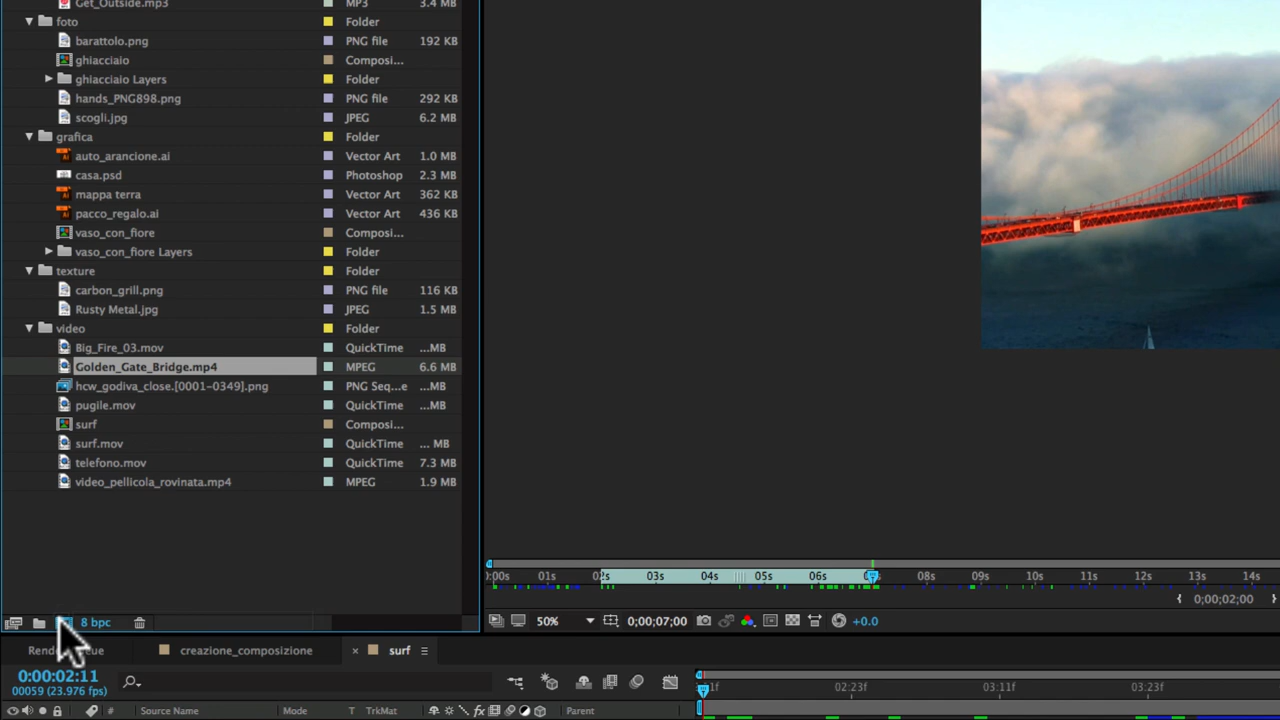 Get_Outside.mp3 MP3 3.4 MB
foto Folder
barattolo.png PNG file 192 KB
ghiacciaio Composi...
ghiacciaio Layers Folder
hands_PNG898.png PNG file 292 KB
scogli.jpg JPEG 6.2 MB
grafica Folder
auto_arancione.ai Vector Art 1.0 MB
casa.psd Photoshop 2.3 MB
mappa terra Vector Art 362 KB
pacco_regalo.ai Vector Art 436 KB
vaso_con_fiore Composi...
vaso_con_fiore Layers Folder
texture Folder
carbon_grill.png PNG file 116 KB
Rusty Metal.jpg JPEG 1.5 MB
video Folder
Big_Fire_03.mov QuickTime ...MB
Golden_Gate_Bridge.mp4 MPEG 6.6 MB
hcw_godiva_close.[0001-0349].png PNG Seq...e ...MB
pugile.mov QuickTime ...MB
surf Composi...
surf.mov QuickTime ... MB
telefono.mov QuickTime 7.3 MB
video_pellicola_rovinata.mp4 MPEG 1.9 MB
:00s 01s 02s 03s 04s 05s 06s 08s 09s 10s 11s 12s 13s 14s
0;00;02;00
8 bpc 50% 0;00;07;00 +0.0
creazione_composizione surf
0:00:02:11
00059 (23.976 fps)
02:23f 03:11f 03:23f
# Source Name Mode T TrkMat fx Parent